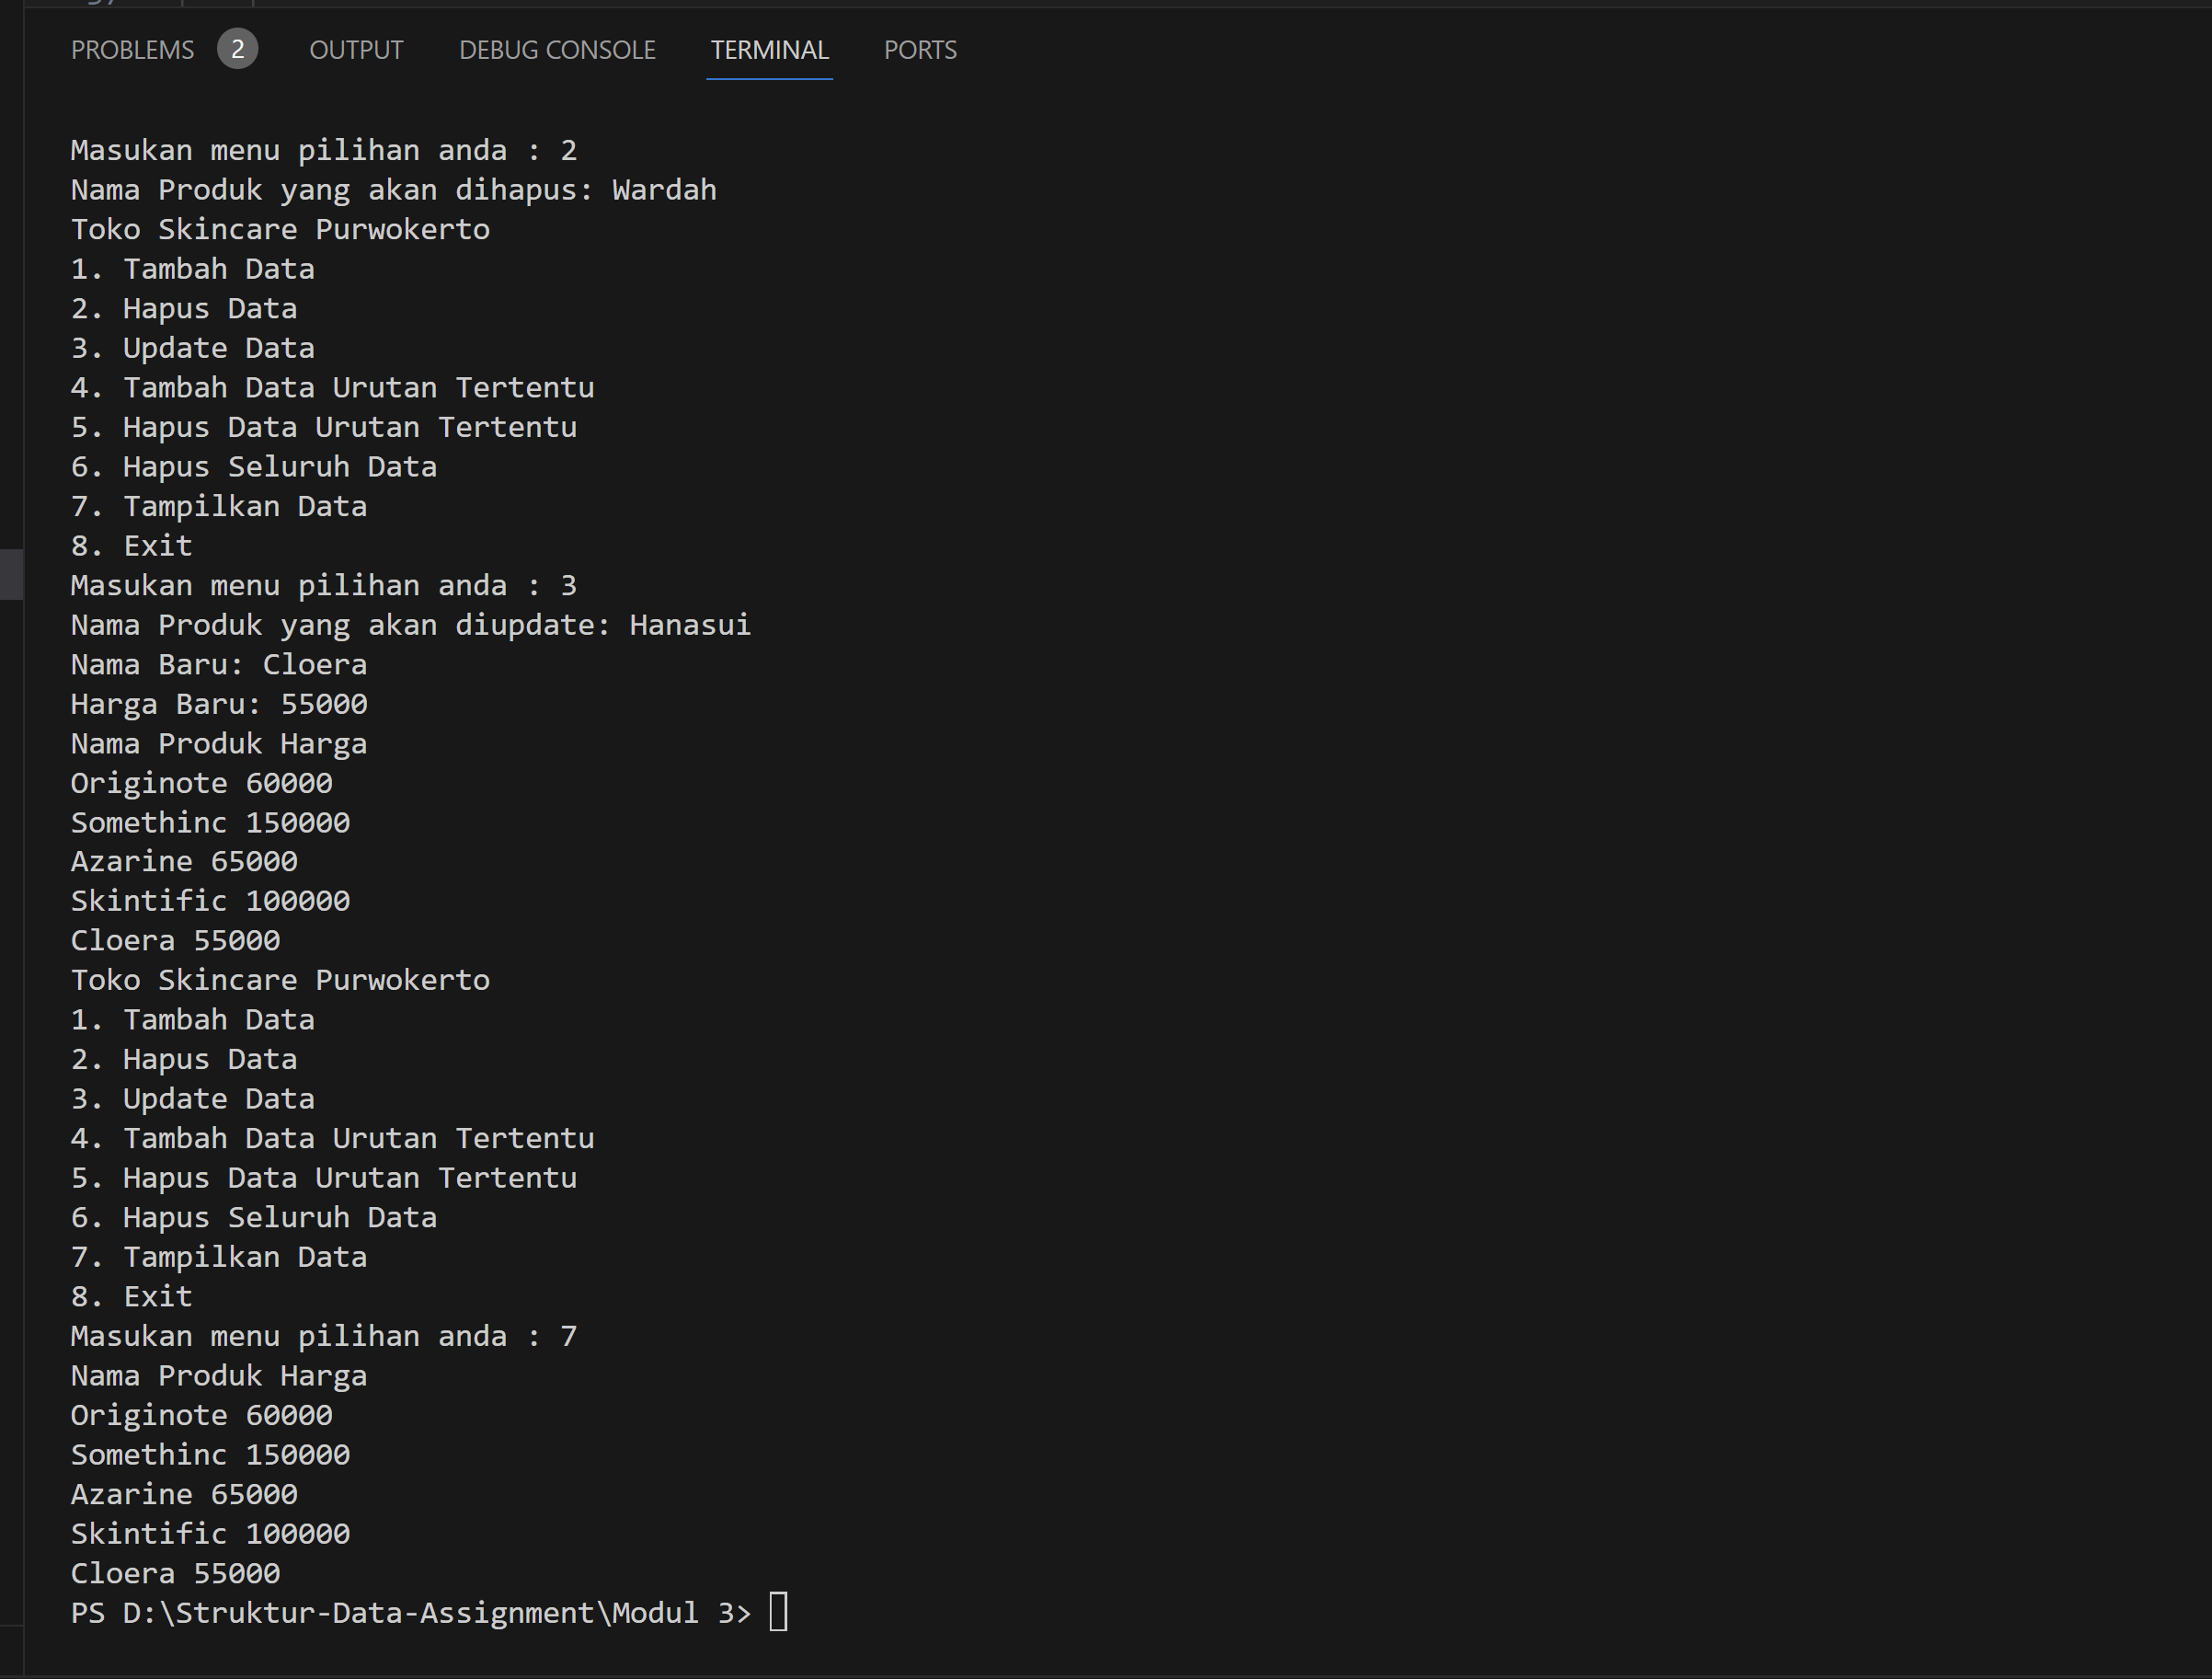 PROBLEMS 2 OUTPUT DEBUG CONSOLE TERMINAL PORTS
Masukan menu pilihan anda : 2
Nama Produk yang akan dihapus: Wardah
Toko Skincare Purwokerto
1. Tambah Data
2. Hapus Data
3. Update Data
4. Tambah Data Urutan Tertentu
5. Hapus Data Urutan Tertentu
6. Hapus Seluruh Data
7. Tampilkan Data
8. Exit
Masukan menu pilihan anda : 3
Nama Produk yang akan diupdate: Hanasui
Nama Baru: Cloera
Harga Baru: 55000
Nama Produk Harga
Originote 60000
Somethinc 150000
Azarine 65000
Skintific 100000
Cloera 55000
Toko Skincare Purwokerto
1. Tambah Data
2. Hapus Data
3. Update Data
4. Tambah Data Urutan Tertentu
5. Hapus Data Urutan Tertentu
6. Hapus Seluruh Data
7. Tampilkan Data
8. Exit
Masukan menu pilihan anda : 7
Nama Produk Harga
Originote 60000
Somethinc 150000
Azarine 65000
Skintific 100000
Cloera 55000
PS D:\Struktur-Data-Assignment\Modul 3>